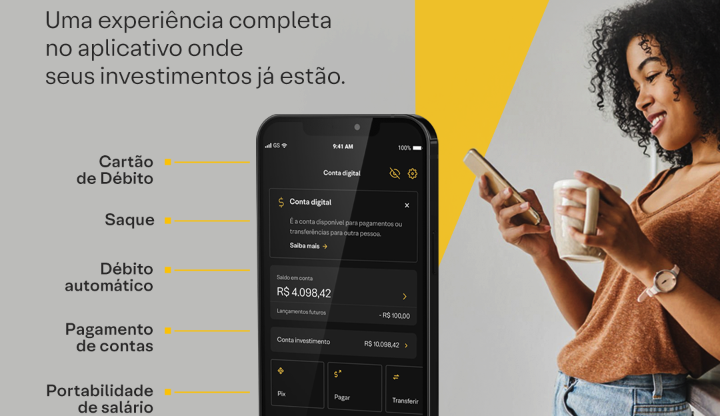 Uma experiência completa
no aplicativo onde
seus investimentos já estão.
Cartão
de Débito
Saque
Débito
automático
Pagamento
de contas
Portabilidade
de salário
GS
9:41 AM
100%
Conta digital
Conta digital
É a conta disponível para pagamentos ou
transferências para outra pessoa.
Saiba mais →
Saldo em conta
R$ 4.098,42
Lançamentos futuros - R$ 100,00
Conta investimento R$ 10.098,42
Pix Pagar Transferir